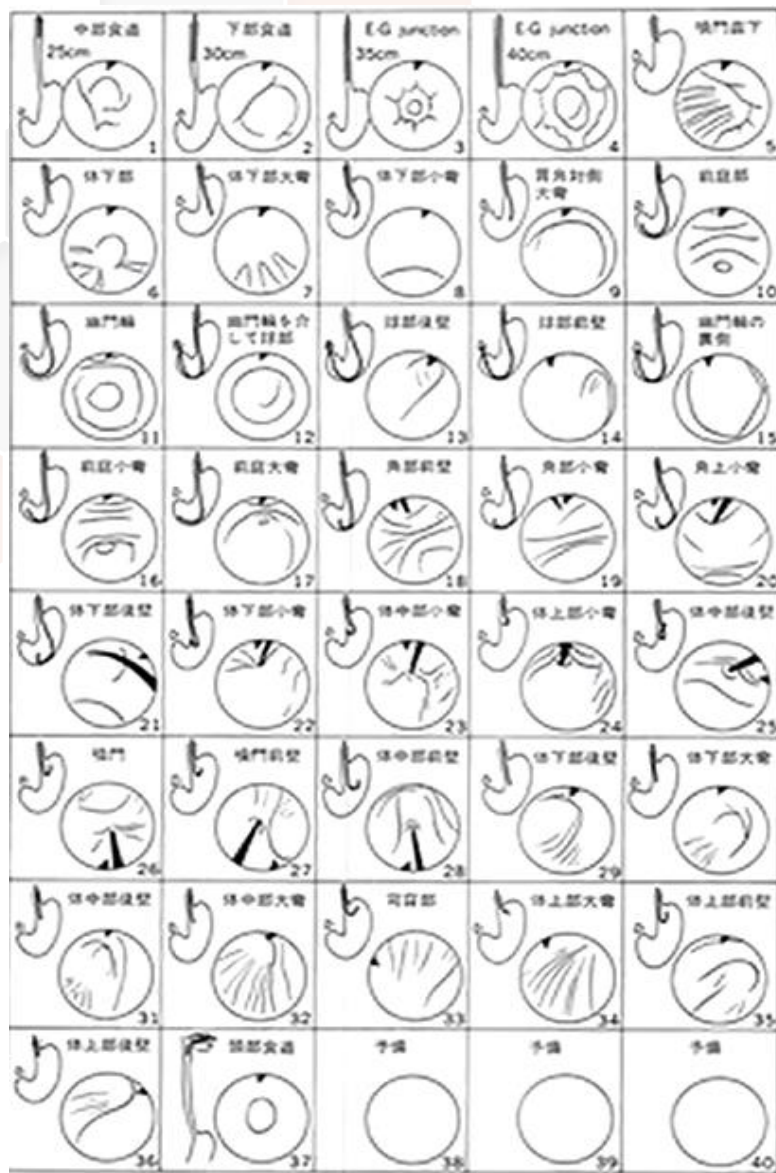 中部食道
25cm
1
下部食道
30cm
2
E-G junction
35cm
3
E-G junction
40cm
4
噴門直下
5
体下部
6
体下部大彎
7
体下部小彎
8
胃角対側
大彎
9
前庭部
10
幽門輪
11
幽門輪を介
して球部
12
球部後壁
13
球部前壁
14
幽門輪の
裏側
15
前庭小彎
16
前庭大彎
17
角部前壁
18
角部小彎
19
角上小彎
20
体下部後壁
21
体下部小彎
22
体中部小彎
23
体上部小彎
24
体中部後壁
25
噴門
26
噴門前壁
27
体中部前壁
28
体下部後壁
29
体下部大彎
体中部後壁
31
体中部大彎
32
穹窿部
33
体上部大彎
34
体上部前壁
35
体上部後壁
36
頸部食道
37
予備
38
予備
39
予備
40